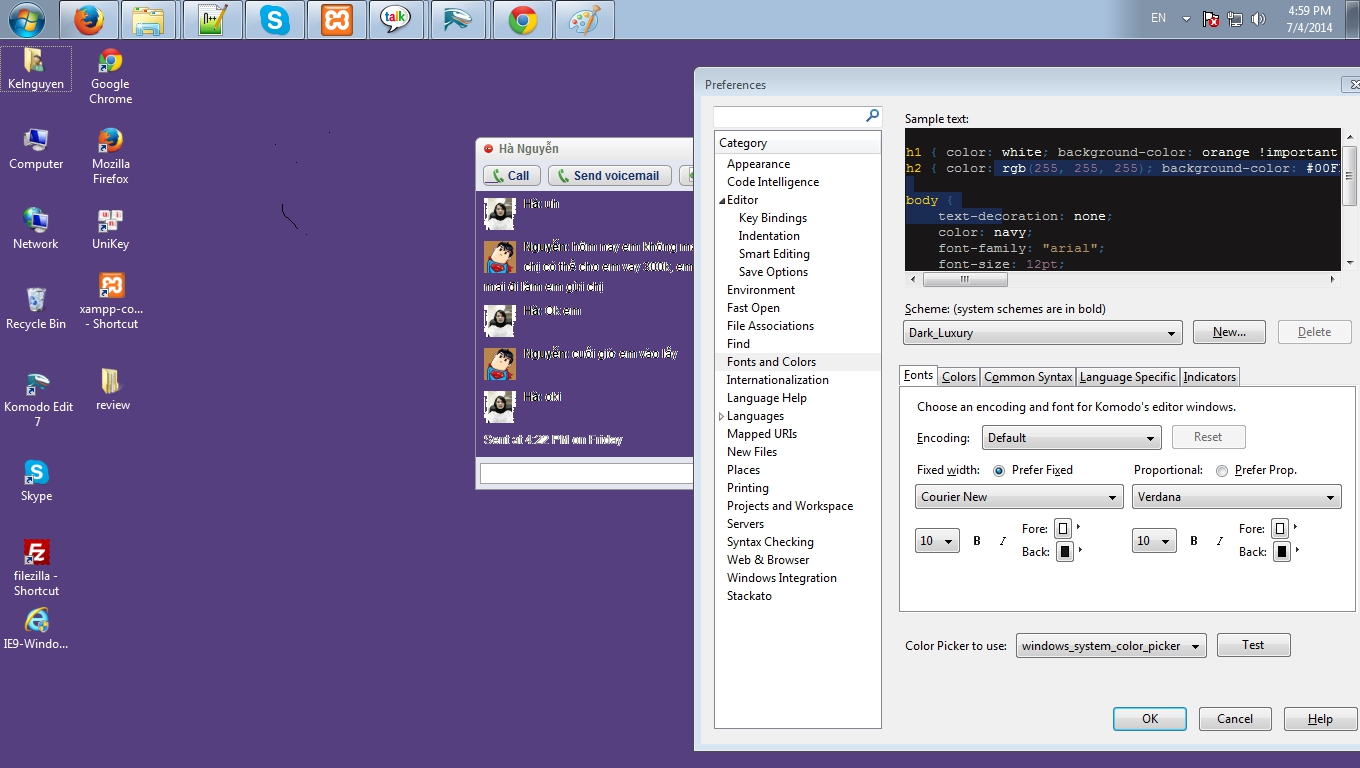 EN
4:59 PM
7/4/2014
talk
Kelnguyen
Google
Chrome
Computer
Mozilla
Firefox
Network
UniKey
Recycle Bin
xampp-co...
- Shortcut
Komodo Edit
7
review
Skype
filezilla -
Shortcut
IE9-Windo...
Hà Nguyễn
Call
Send voicemail
Hà: uh
Nguyễn: hôm nay em không ma
chị có thể cho em vay 300k, em
mai đi làm em gửi chị
Hà: Ok em
Nguyễn: cuối giờ em vào lấy
Hà: oki
Sent at 4:22 PM on Friday
Preferences
Category
Appearance
Code Intelligence
Editor
Key Bindings
Indentation
Smart Editing
Save Options
Environment
Fast Open
File Associations
Find
Fonts and Colors
Internationalization
Language Help
Languages
Mapped URIs
New Files
Places
Printing
Projects and Workspace
Servers
Syntax Checking
Web & Browser
Windows Integration
Stackato
Sample text:
h1 { color: white; background-color: orange !important
h2 { color: rgb(255, 255, 255); background-color: #00F
body {
text-decoration: none;
color: navy;
font-family: "arial";
font-size: 12pt;
Scheme: (system schemes are in bold)
Dark_Luxury
New...
Delete
Fonts
Colors
Common Syntax
Language Specific
Indicators
Choose an encoding and font for Komodo's editor windows.
Encoding:
Default
Reset
Fixed width:
Prefer Fixed
Proportional:
Prefer Prop.
Courier New
Verdana
10
B
I
Fore:
Back:
10
B
I
Fore:
Back:
Color Picker to use:
windows_system_color_picker
Test
OK
Cancel
Help